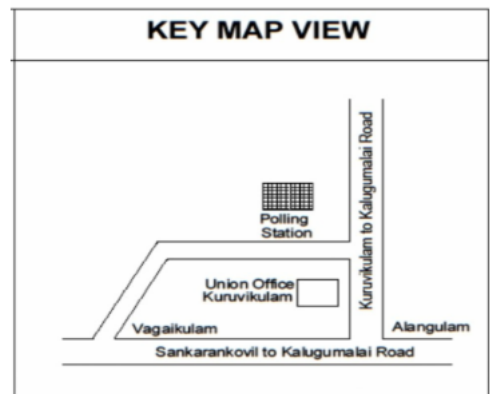 KEY MAP VIEW
Kuruvikulam to Kalugumalai Road
Polling
Station
Union Office
Kuruvikulam
Vagaikulam
Alangulam
Sankarankovil to Kalugumalai Road